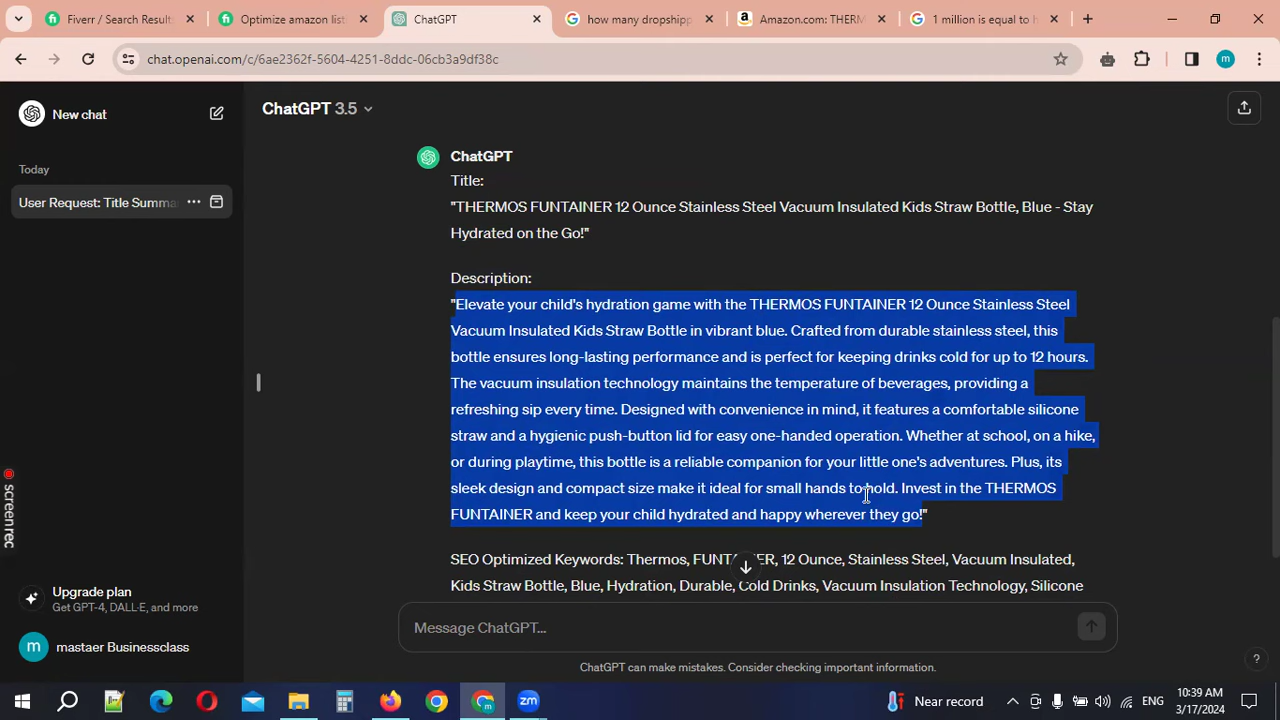 Fiverr / Search Result
Optimize amazon list
ChatGPT
how many dropshipp
Amazon.com: THERM
1 million is equal to h
chat.openai.com/c/6ae2362f-5604-4251-8ddc-06cb3a9df38c
m
New chat
ChatGPT 3.5
Today
User Request: Title Summa
ChatGPT
Title:
"THERMOS FUNTAINER 12 Ounce Stainless Steel Vacuum Insulated Kids Straw Bottle, Blue - Stay
Hydrated on the Go!"
Description:
"Elevate your child's hydration game with the THERMOS FUNTAINER 12 Ounce Stainless Steel
Vacuum Insulated Kids Straw Bottle in vibrant blue. Crafted from durable stainless steel, this
bottle ensures long-lasting performance and is perfect for keeping drinks cold for up to 12 hours.
The vacuum insulation technology maintains the temperature of beverages, providing a
refreshing sip every time. Designed with convenience in mind, it features a comfortable silicone
straw and a hygienic push-button lid for easy one-handed operation. Whether at school, on a hike,
or during playtime, this bottle is a reliable companion for your little one's adventures. Plus, its
sleek design and compact size make it ideal for small hands to hold. Invest in the THERMOS
FUNTAINER and keep your child hydrated and happy wherever they go!"
SEO Optimized Keywords: Thermos, FUNTAINER, 12 Ounce, Stainless Steel, Vacuum Insulated,
Kids Straw Bottle, Blue, Hydration, Durable, Cold Drinks, Vacuum Insulation Technology, Silicone
screen rec
Upgrade plan
Get GPT-4, DALL-E, and more
m
mastaer Businessclass
Message ChatGPT...
ChatGPT can make mistakes. Consider checking important information.
?
Near record
ENG
10:39 AM
3/17/2024
zm